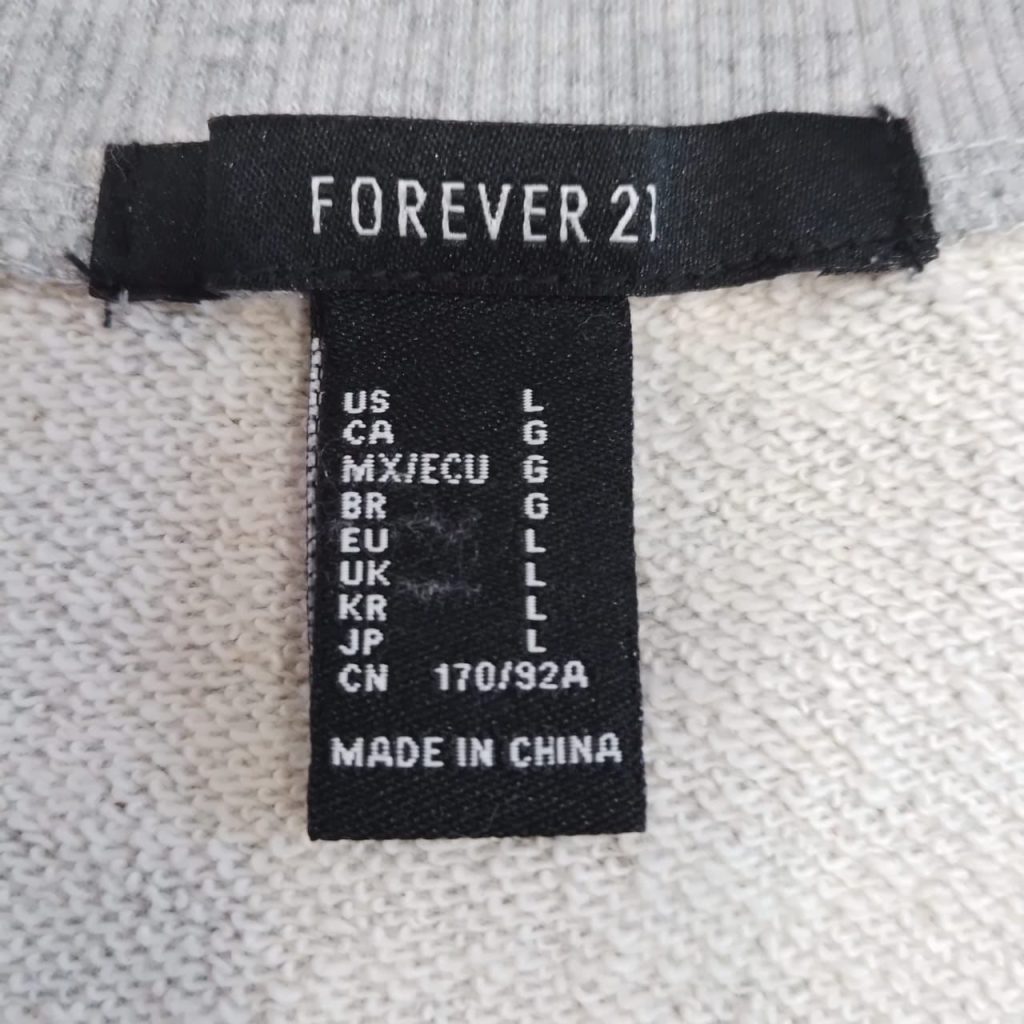 FOREVER 21
US L
CA G
MX/ECU G
BR G
EU L
UK L
KR L
JP L
CN 170/92A
MADE IN CHINA